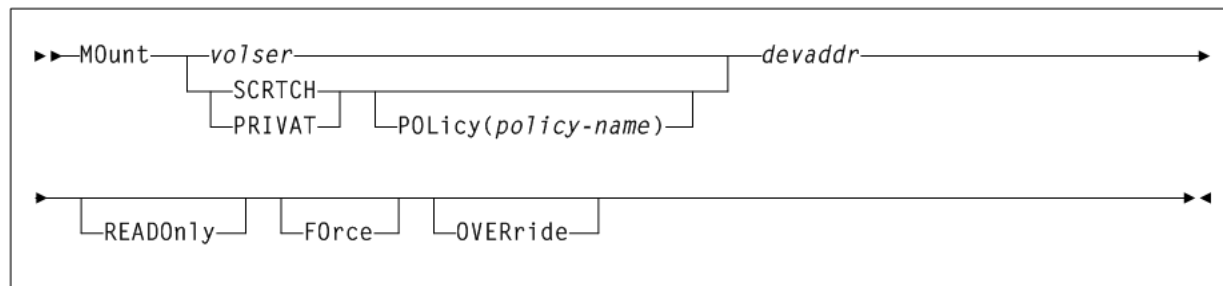 MOunt volser devaddr
SCRTCH
PRIVAT POLicy(policy-name)
READOnly FOrce OVERride